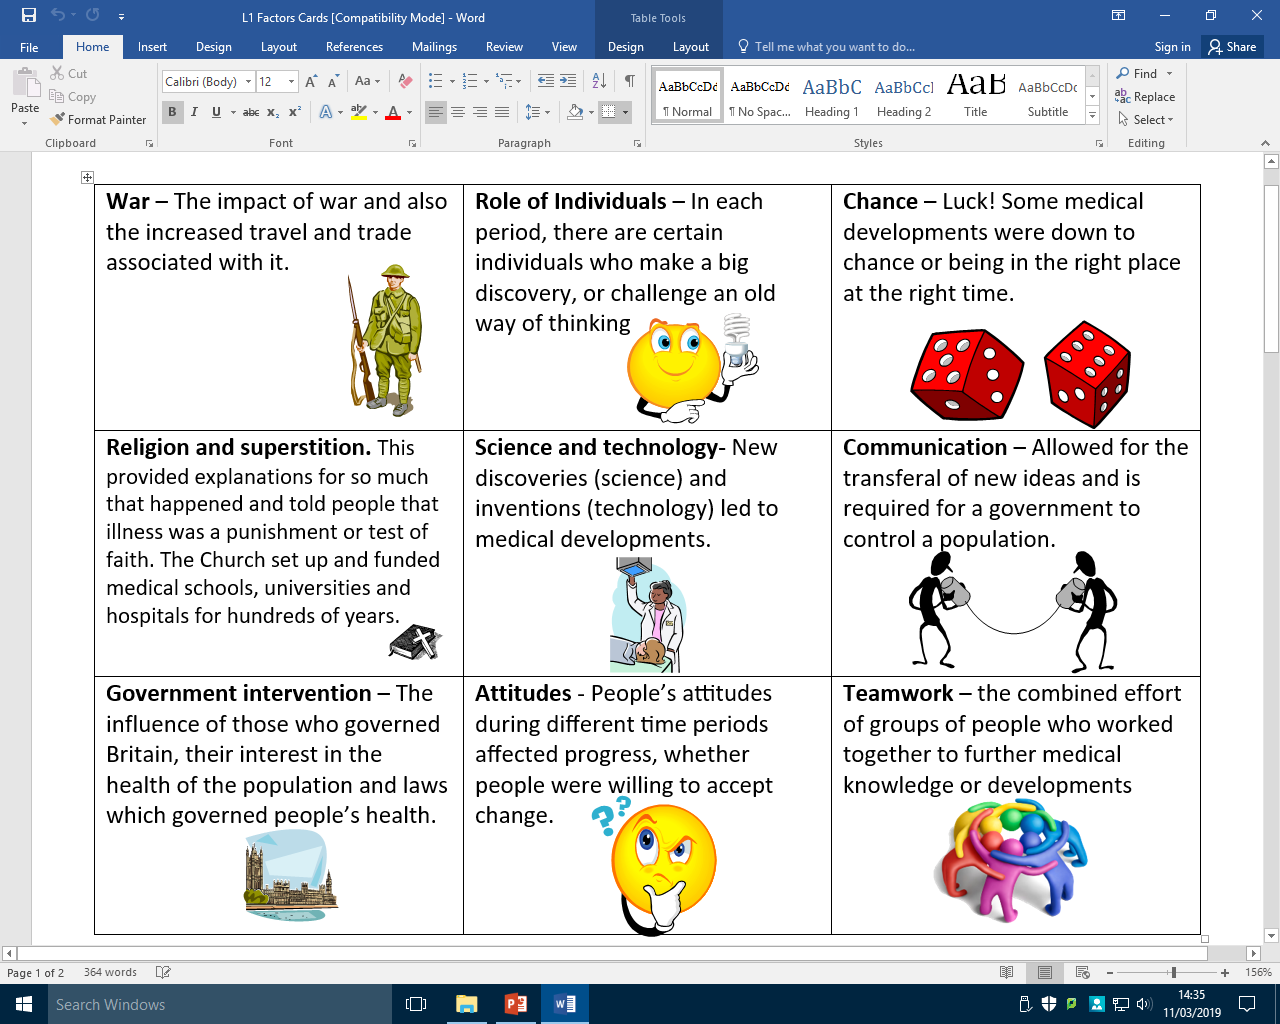 L1 Factors Cards [Compatibility Mode] - Word
Table Tools
File Home Insert Design Layout References Mailings Review View Design Layout Tell me what you want to do... Sign in Share
Paste
Cut
Copy
Format Painter
Clipboard
Calibri (Body) 12
A A Aa
B I U abc x₂ x² A ab A
Font
Paragraph
AaBbCcDc AaBbCcDc AaBbC AaBbCcI AaB AaBbCcDc
¶ Normal ¶ No Spac... Heading 1 Heading 2 Title Subtitle
Styles
Find
Replace
Select
Editing
War – The impact of war and also
the increased travel and trade
associated with it.
Role of Individuals – In each
period, there are certain
individuals who make a big
discovery, or challenge an old
way of thinking
Chance – Luck! Some medical
developments were down to
chance or being in the right place
at the right time.
Religion and superstition. This
provided explanations for so much
that happened and told people that
illness was a punishment or test of
faith. The Church set up and funded
medical schools, universities and
hospitals for hundreds of years.
Science and technology- New
discoveries (science) and
inventions (technology) led to
medical developments.
Communication – Allowed for the
transferal of new ideas and is
required for a government to
control a population.
Government intervention – The
influence of those who governed
Britain, their interest in the
health of the population and laws
which governed people’s health.
Attitudes - People’s attitudes
during different time periods
affected progress, whether
people were willing to accept
change.
??
Teamwork – the combined effort
of groups of people who worked
together to further medical
knowledge or developments
Page 1 of 2 364 words 156%
Search Windows
14:35
11/03/2019